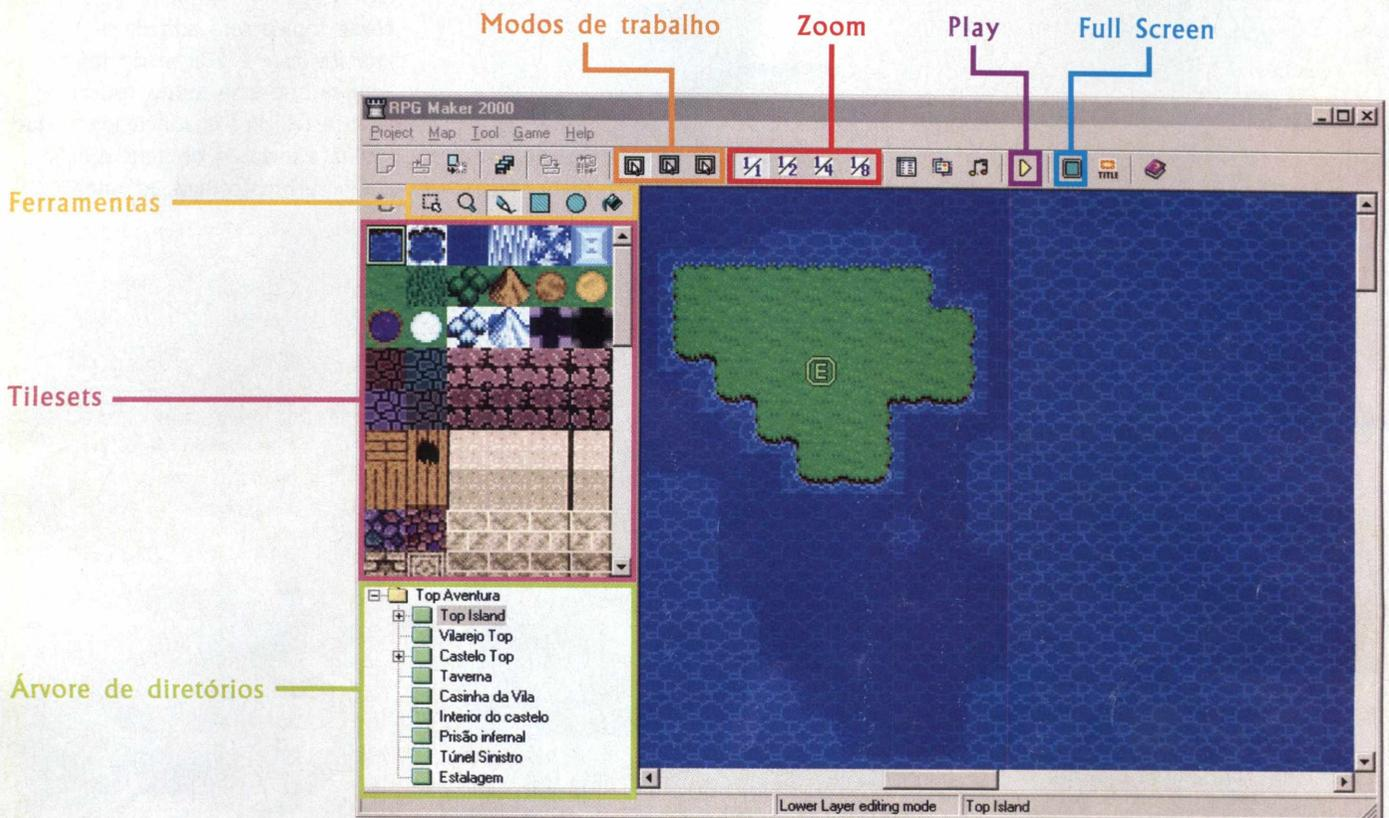 Modos de trabalho
Zoom
Play
Full Screen
RPG Maker 2000
Project Map Tool Game Help
1/1 1/2 1/4 1/8
TITLE
Ferramentas
Tilesets
E
Top Aventura
Top Island
Vilarejo Top
Castelo Top
Taverna
Casinha da Vila
Interior do castelo
Prisão infernal
Túnel Sinistro
Estalagem
Árvore de diretórios
Lower Layer editing mode
Top Island